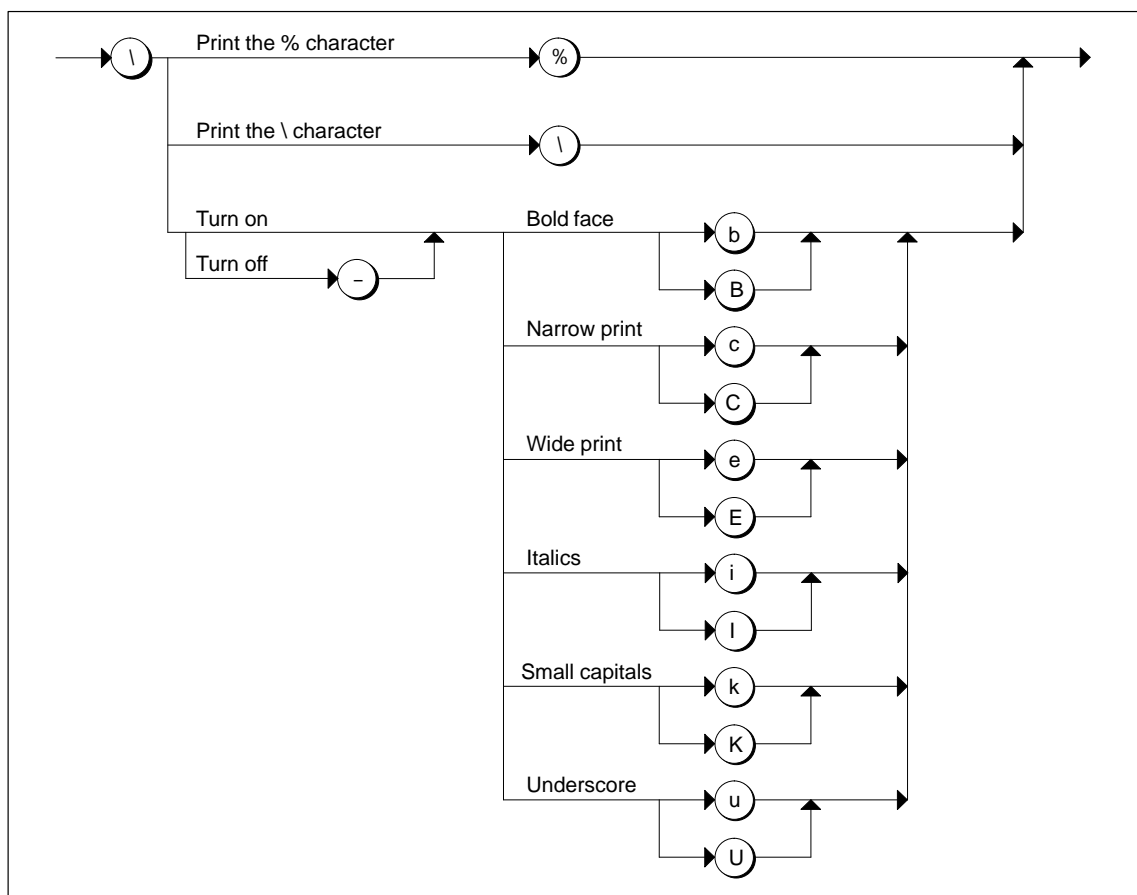 \ Print the % character %
Print the \ character \
Turn on Bold face b
Turn off – B
Narrow print c
C
Wide print e
E
Italics i
I
Small capitals k
K
Underscore u
U